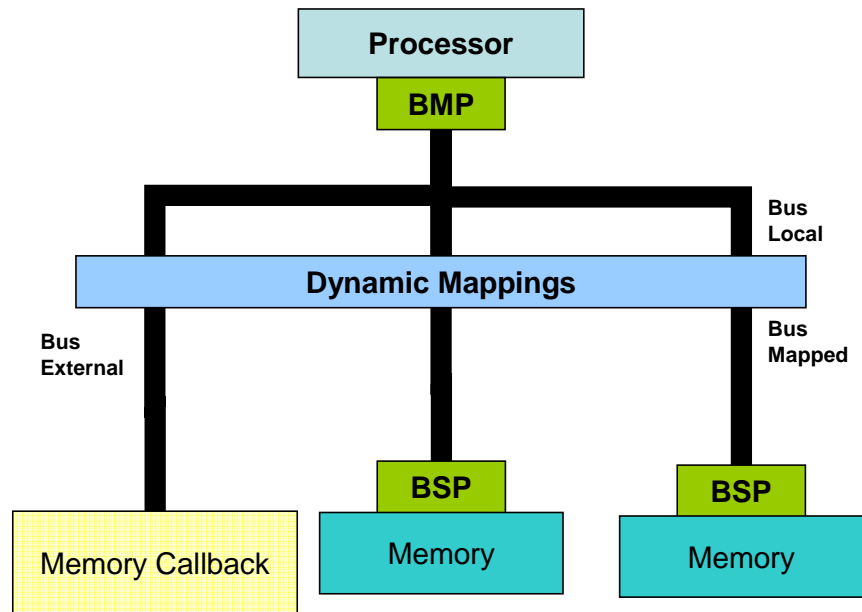 Processor
BMP
Bus
Local
Dynamic Mappings
Bus
External
Bus
Mapped
BSP
BSP
Memory Callback
Memory
Memory